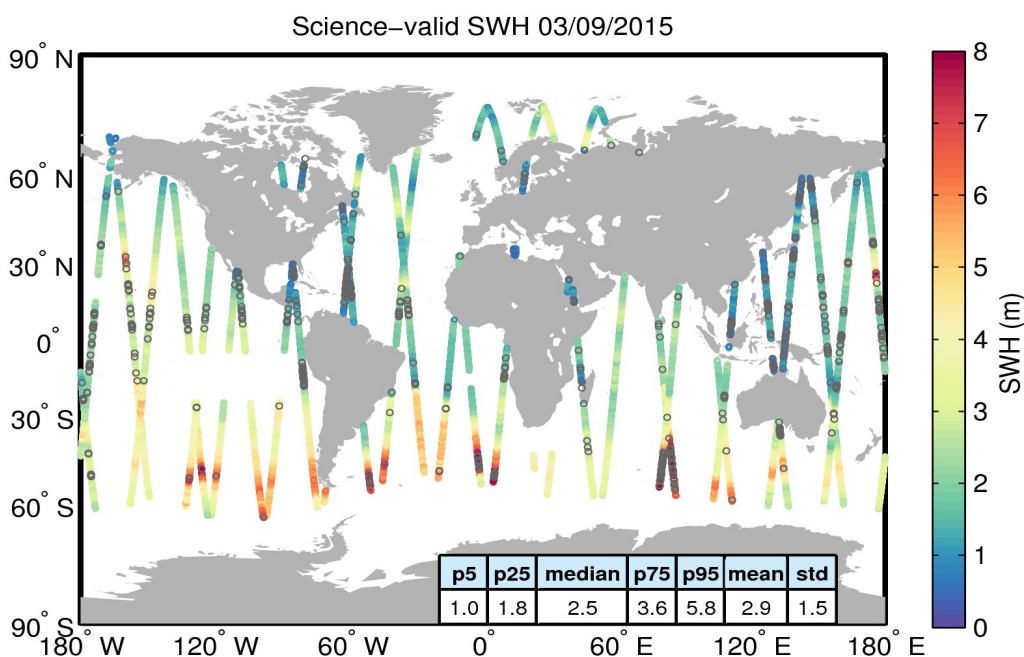 Science−valid SWH 03/09/2015
90° N
60° N
30° N
0°
30° S
60° S
90° S
180° W
120° W
60° W
0°
60° E
120° E
180° E
p5 p25 median p75 p95 mean std
1.0 1.8 2.5 3.6 5.8 2.9 1.5
8
7
6
5
4
3
2
1
0
SWH (m)